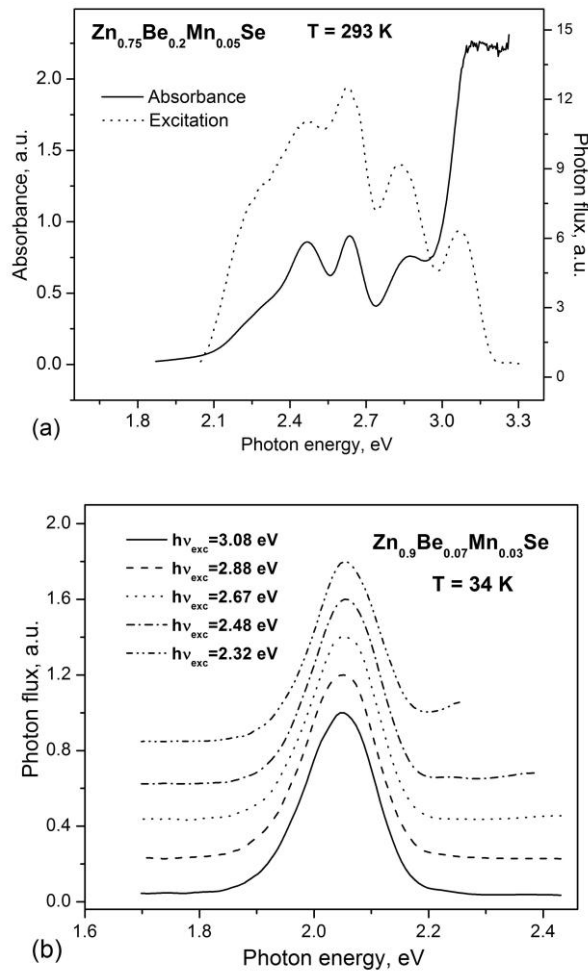 Zn0.75Be0.2Mn0.05Se T = 293 K
Absorbance
Excitation
Absorbance, a.u.
2.0
1.5
1.0
0.5
0.0
Photon flux, a.u.
15
12
9
6
3
0
1.8 2.1 2.4 2.7 3.0 3.3
Photon energy, eV
(a)
hνexc=3.08 eV
hνexc=2.88 eV
hνexc=2.67 eV
hνexc=2.48 eV
hνexc=2.32 eV
Zn0.9Be0.07Mn0.03Se
T = 34 K
Photon flux, a.u.
2.0
1.6
1.2
0.8
0.4
0.0
1.6 1.8 2.0 2.2 2.4
Photon energy, eV
(b)